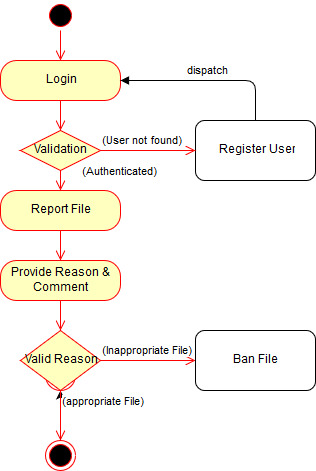 dispatch
Login
(User not found)
Validation
Register User
(Authenticated)
Report File
Provide Reason &
Comment
(Inappropriate File)
Valid Reason
Ban File
(appropriate File)